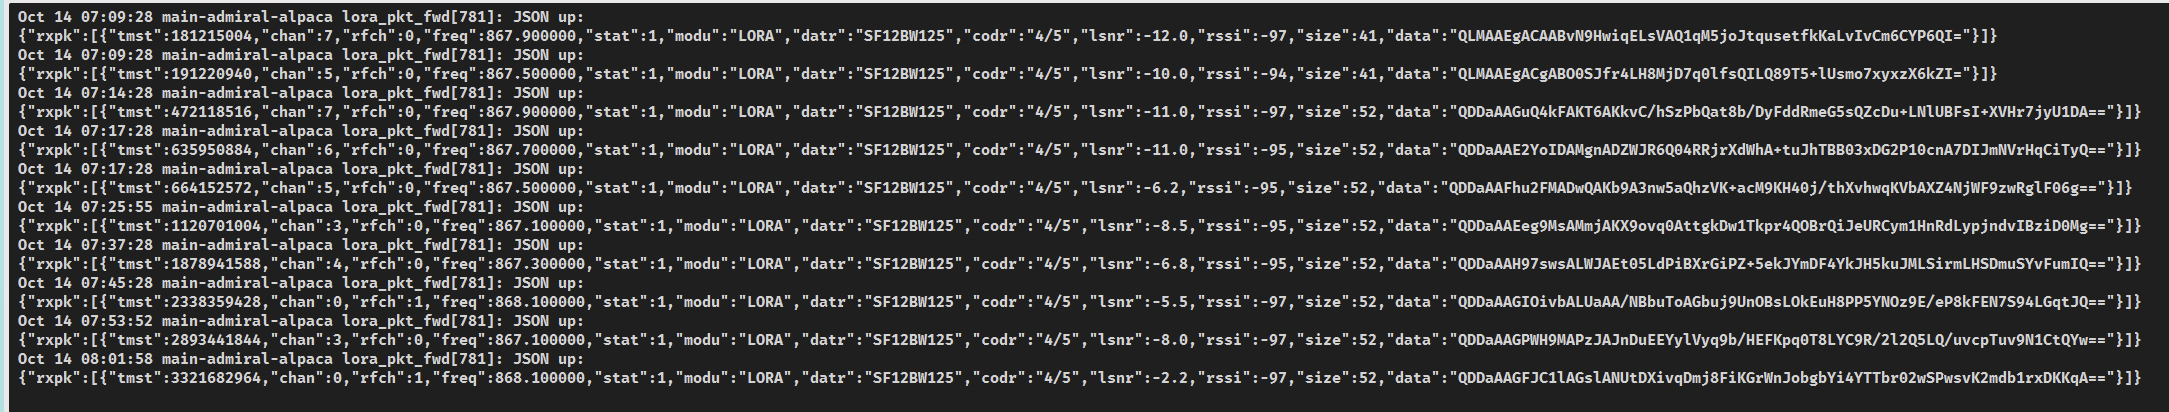 Oct 14 07:09:28 main-admiral-alpaca lora_pkt_fwd[781]: JSON up:
{"rxpk":[{"tmst":181215004,"chan":7,"rfch":0,"freq":867.900000,"stat":1,"modu":"LORA","datr":"SF12BW125","codr":"4/5","lsnr":-12.0,"rssi":-97,"size":41,"data":"QLMAAEgACAABvN9HwiqELsVAQ1qM5joJtqusetfkKaLvIvCm6CYP6QI="}]}
Oct 14 07:09:28 main-admiral-alpaca lora_pkt_fwd[781]: JSON up:
{"rxpk":[{"tmst":191220940,"chan":5,"rfch":0,"freq":867.500000,"stat":1,"modu":"LORA","datr":"SF12BW125","codr":"4/5","lsnr":-10.0,"rssi":-94,"size":41,"data":"QLMAAEgACgABO0SJfr4LH8MjD7q0lfsQILQ89T5+lUsmo7xyxzX6kZI="}]}
Oct 14 07:14:28 main-admiral-alpaca lora_pkt_fwd[781]: JSON up:
{"rxpk":[{"tmst":472118516,"chan":7,"rfch":0,"freq":867.900000,"stat":1,"modu":"LORA","datr":"SF12BW125","codr":"4/5","lsnr":-11.0,"rssi":-97,"size":52,"data":"QDDaAAGuQ4kFAKT6AKkvC/hSzPbQat8b/DyFddRmeG5sQZcDu+LNlUBFsI+XVHr7jyU1DA=="}]}
Oct 14 07:17:28 main-admiral-alpaca lora_pkt_fwd[781]: JSON up:
{"rxpk":[{"tmst":635950884,"chan":6,"rfch":0,"freq":867.700000,"stat":1,"modu":"LORA","datr":"SF12BW125","codr":"4/5","lsnr":-11.0,"rssi":-95,"size":52,"data":"QDDaAAE2YoIDAMgnADZWJR6Q04RRjrXdWhA+tuJhTBB03xDG2P10cnA7DIJmNVrHqCiTyQ=="}]}
Oct 14 07:17:28 main-admiral-alpaca lora_pkt_fwd[781]: JSON up:
{"rxpk":[{"tmst":664152572,"chan":5,"rfch":0,"freq":867.500000,"stat":1,"modu":"LORA","datr":"SF12BW125","codr":"4/5","lsnr":-6.2,"rssi":-95,"size":52,"data":"QDDaAAFhu2FMADwQAKb9A3nw5aQhzVK+acM9KH40j/thXvhwqKVbAXZ4NjWF9zwRglF06g=="}]}
Oct 14 07:25:55 main-admiral-alpaca lora_pkt_fwd[781]: JSON up:
{"rxpk":[{"tmst":1120701004,"chan":3,"rfch":0,"freq":867.100000,"stat":1,"modu":"LORA","datr":"SF12BW125","codr":"4/5","lsnr":-8.5,"rssi":-95,"size":52,"data":"QDDaAAEeg9MsAMmjAKX9ovq0AttgkDw1Tkpr4QOBrQiJeURCym1HnRdLypjndvIBziD0Mg=="}]}
Oct 14 07:37:28 main-admiral-alpaca lora_pkt_fwd[781]: JSON up:
{"rxpk":[{"tmst":1878941588,"chan":4,"rfch":0,"freq":867.300000,"stat":1,"modu":"LORA","datr":"SF12BW125","codr":"4/5","lsnr":-6.8,"rssi":-95,"size":52,"data":"QDDaAAH97swsALWJAEt05LdPiBXrGiPZ+5ekJYmDF4YkJH5kuJMLSirmLHSDmuSYvFumIQ=="}]}
Oct 14 07:45:28 main-admiral-alpaca lora_pkt_fwd[781]: JSON up:
{"rxpk":[{"tmst":2338359428,"chan":0,"rfch":1,"freq":868.100000,"stat":1,"modu":"LORA","datr":"SF12BW125","codr":"4/5","lsnr":-5.5,"rssi":-97,"size":52,"data":"QDDaAAGIOivbALUaAA/NBbuToAGbuj9UnOBsLOkEuH8PP5YNOz9E/eP8kFEN7S94LGqtJQ=="}]}
Oct 14 07:53:52 main-admiral-alpaca lora_pkt_fwd[781]: JSON up:
{"rxpk":[{"tmst":2893441844,"chan":3,"rfch":0,"freq":867.100000,"stat":1,"modu":"LORA","datr":"SF12BW125","codr":"4/5","lsnr":-8.0,"rssi":-97,"size":52,"data":"QDDaAAGPWH9MAPzJAJnDuEEYylVyq9b/HEFKpq0T8LYC9R/2l2Q5LQ/uvcpTuv9N1CtQYw=="}]}
Oct 14 08:01:58 main-admiral-alpaca lora_pkt_fwd[781]: JSON up:
{"rxpk":[{"tmst":3321682964,"chan":0,"rfch":1,"freq":868.100000,"stat":1,"modu":"LORA","datr":"SF12BW125","codr":"4/5","lsnr":-2.2,"rssi":-97,"size":52,"data":"QDDaAAGFJC1lAGslANUtDXivqDmj8FiKGrWnJobgbYi4YTTbr02wSPwsvK2mdb1rxDKKqA=="}]}